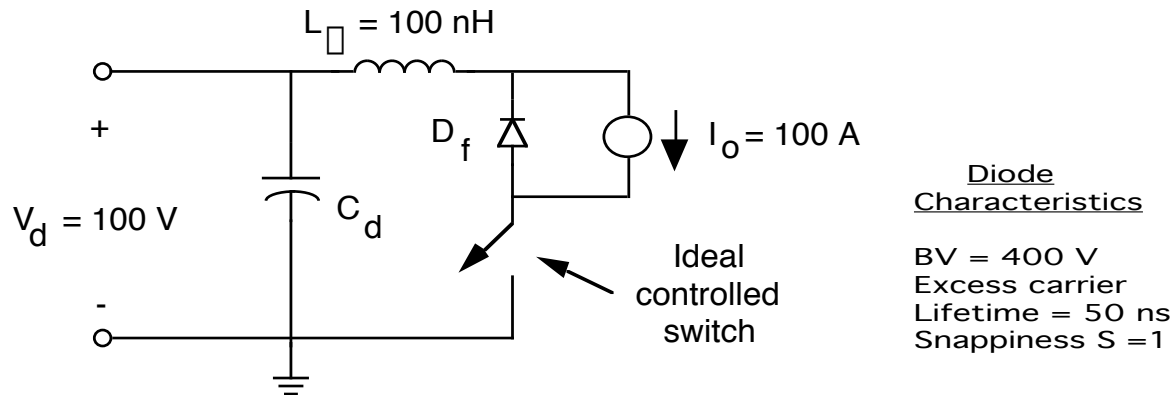 L▯ = 100 nH
+
D f
I o = 100 A
V d = 100 V
C d
-
Ideal
controlled
switch
Diode
Characteristics
BV = 400 V
Excess carrier
Lifetime = 50 ns
Snappiness S =1